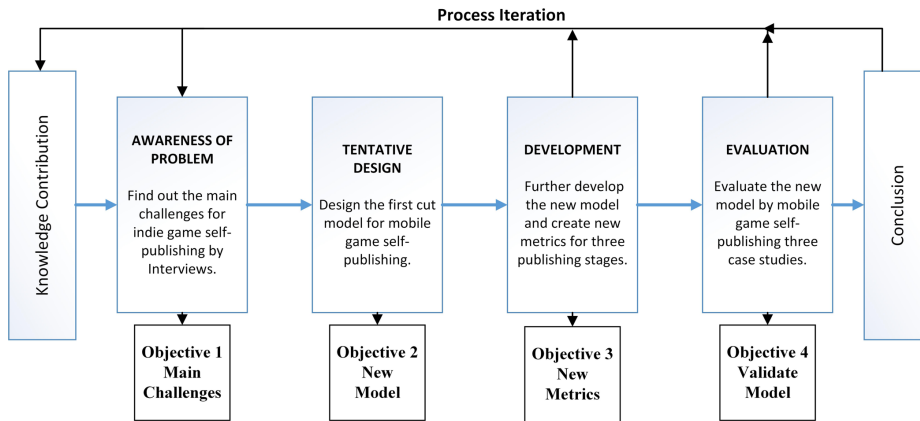 Process Iteration
Knowledge Contribution
AWARENESS OF
PROBLEM
Find out the main
challenges for
indie game self-
publishing by
Interviews.
TENTATIVE
DESIGN
Design the first cut
model for mobile
game self-
publishing.
DEVELOPMENT
Further develop
the new model
and create new
metrics for three
publishing stages.
EVALUATION
Evaluate the new
model by mobile
game self-
publishing three
case studies.
Conclusion
Objective 1
Main
Challenges
Objective 2
New
Model
Objective 3
New
Metrics
Objective 4
Validate
Model